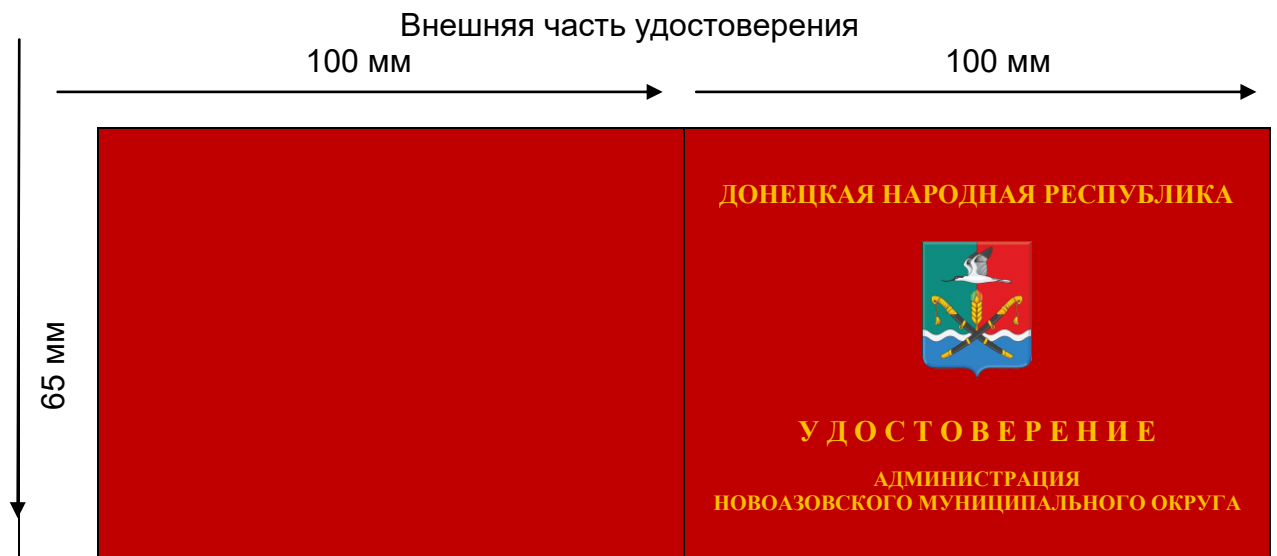 Внешняя часть удостоверения
100 мм
100 мм
65 мм
ДОНЕЦКАЯ НАРОДНАЯ РЕСПУБЛИКА
У Д О С Т О В Е Р Е Н И Е
АДМИНИСТРАЦИЯ
НОВОАЗОВСКОГО МУНИЦИПАЛЬНОГО ОКРУГА